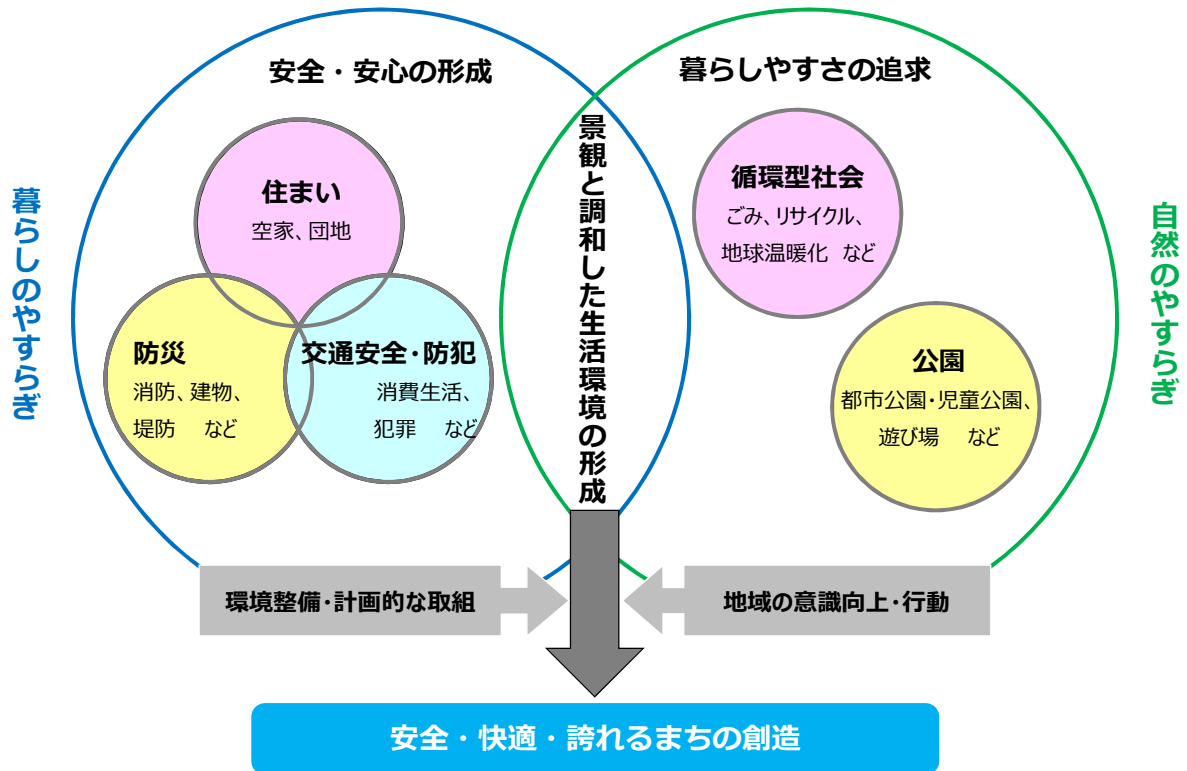 安全・安心の形成
暮らしやすさの追求
暮らしのやすらぎ
住まい
空家、団地
防災
消防、建物、
堤防 など
交通安全・防犯
消費生活、
犯罪 など
景観と調和した生活環境の形成
循環型社会
ごみ、リサイクル、
地球温暖化 など
公園
都市公園・児童公園、
遊び場 など
自然のやすらぎ
環境整備・計画的な取組
地域の意識向上・行動
安全・快適・誇れるまちの創造